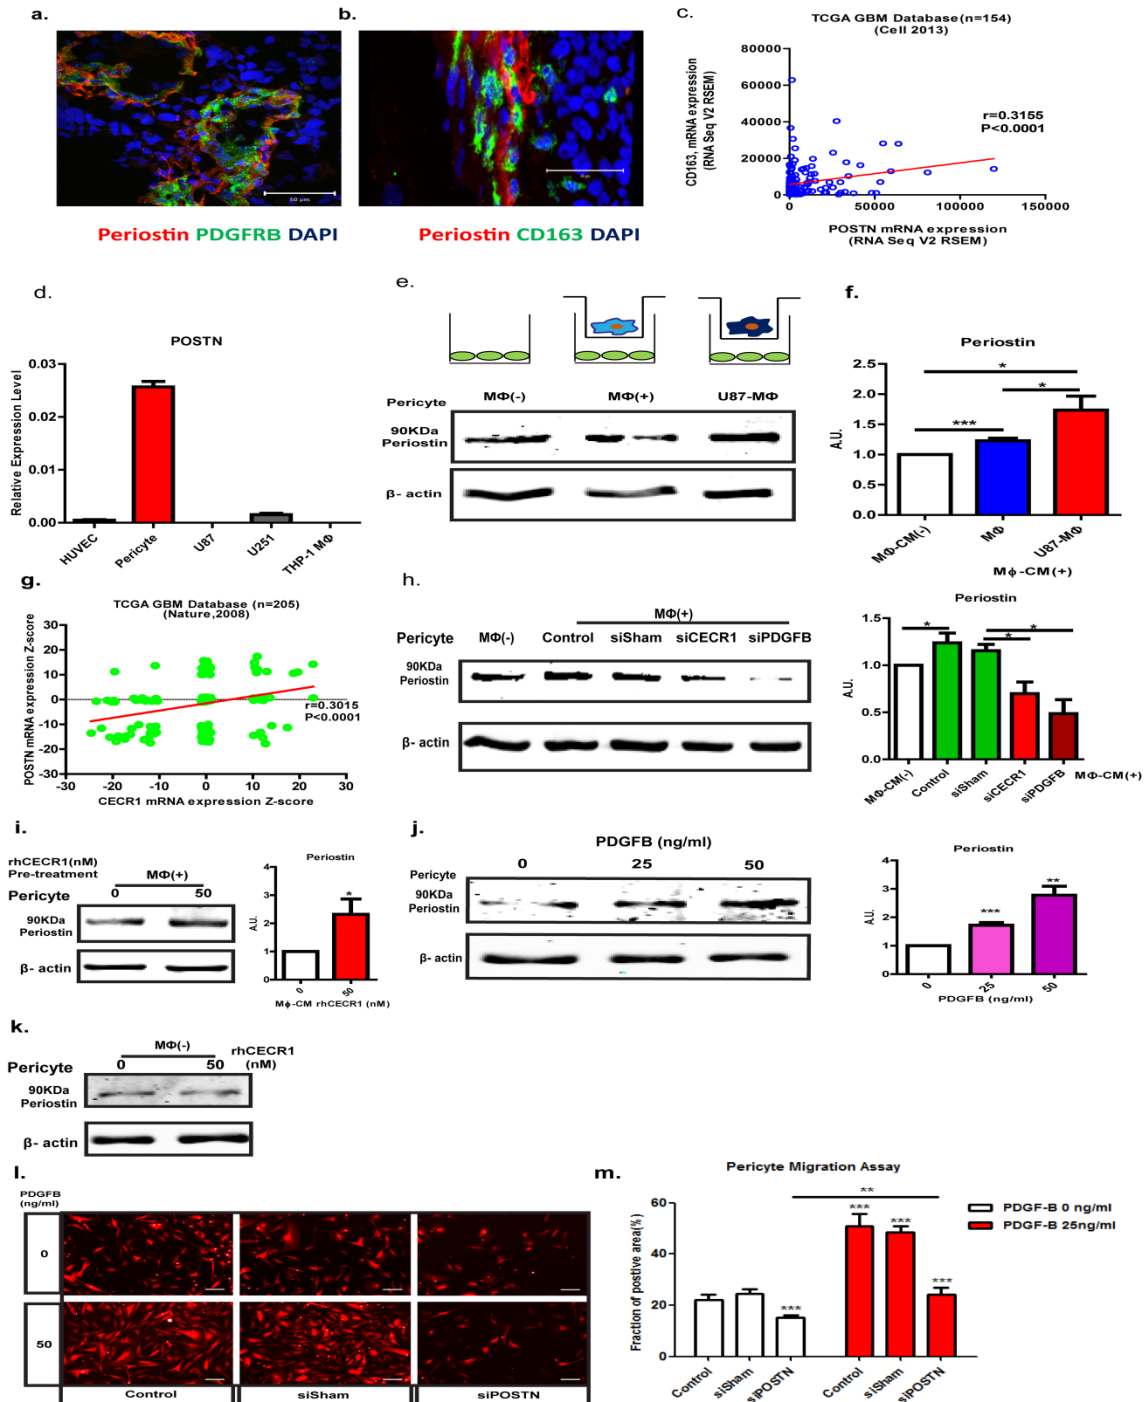 a.
50 µm
Periostin PDGFRB DAPI
b.
Periostin CD163 DAPI
c.
TCGA GBM Database(n=154)
(Cell 2013)
CD163, mRNA expression
(RNA Seq V2 RSEM)
80000
60000
40000
20000
0
r=0.3155
P<0.0001
0
50000
100000
150000
POSTN mRNA expression
(RNA Seq V2 RSEM)
d.
POSTN
Relative Expression Level
0.03
0.02
0.01
0.00
HUVEC
Pericyte
U87
U251
THP-1 MΦ
e.
Pericyte
MΦ(-)
MΦ(+)
U87-MΦ
90KDa
Periostin
β- actin
f.
Periostin
A.U.
2.5
2.0
1.5
1.0
0.5
0.0
***
*
*
MΦ-CM(-)
MΦ
U87-MΦ
Mϕ-CM(+)
g.
TCGA GBM Database (n=205)
(Nature,2008)
POSTN mRNA expression Z-score
30
20
10
0
-10
-20
-30
r=0.3015
P<0.0001
-30
-20
-10
0
10
20
30
CECR1 mRNA expression Z-score
h.
MΦ(+)
Pericyte
MΦ(-)
Control
siSham
siCECR1
siPDGFB
90KDa
Periostin
β- actin
Periostin
A.U.
1.5
1.0
0.5
0.0
*
*
*
MΦ-CM(-)
Control
siSham
siCECR1
siPDGFB
MΦ-CM(+)
i.
rhCECR1(nM)
Pre-treatment
MΦ(+)
Pericyte
0
50
90KDa
Periostin
β- actin
Periostin
A.U.
4
3
2
1
0
*
0
50
Mϕ-CM rhCECR1 (nM)
j.
PDGFB (ng/ml)
Pericyte
0
25
50
90KDa
Periostin
β- actin
Periostin
A.U.
4
3
2
1
0
***
**
0
25
50
PDGFB (ng/ml)
k.
MΦ(-)
rhCECR1
(nM)
Pericyte
0
50
90KDa
Periostin
β- actin
l.
PDGFB
(ng/ml)
0
50
Control
siSham
siPOSTN
m.
Pericyte Migration Assay
Fraction of postive area(%)
60
40
20
0
***
***
***
***
**
PDGF-B 0 ng/ml
PDGF-B 25ng/ml
Control
siSham
siPOSTN
Control
siSham
siPOSTN